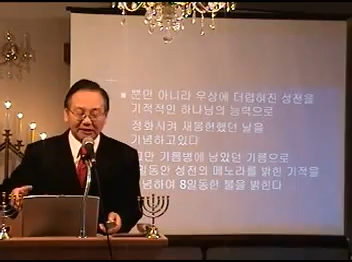 뿐만 아니라 우상에 더럽혀진 성전을
기적적인 하나님의 능력으로
정화시켜 재봉헌했던 날을
기념하고있다
기름병에 남았던 기름으로
성전의 메노라를 밝힌 기적을
8일동안 불을 밝힌다